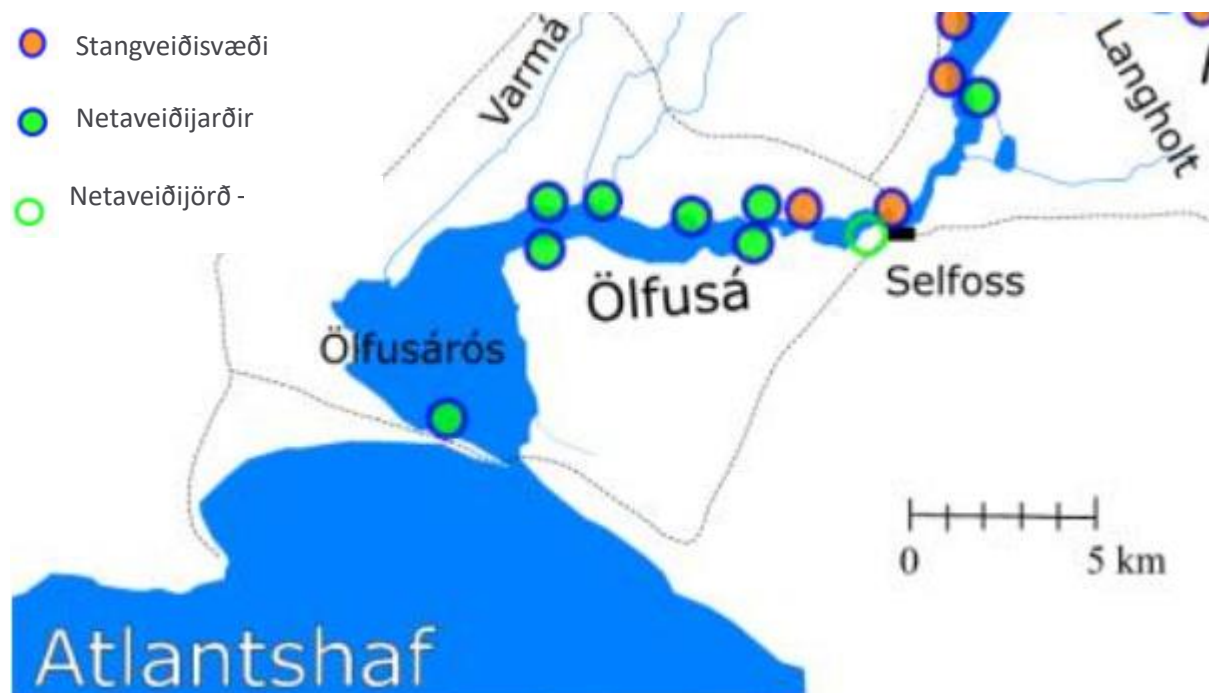 Stangveiðisvæði
Netaveiðijarðir
Netaveiðijörð -
Varmá
Langholt
Ölfusá
Selfoss
Ölfusárós
0 5 km
Atlantshaf